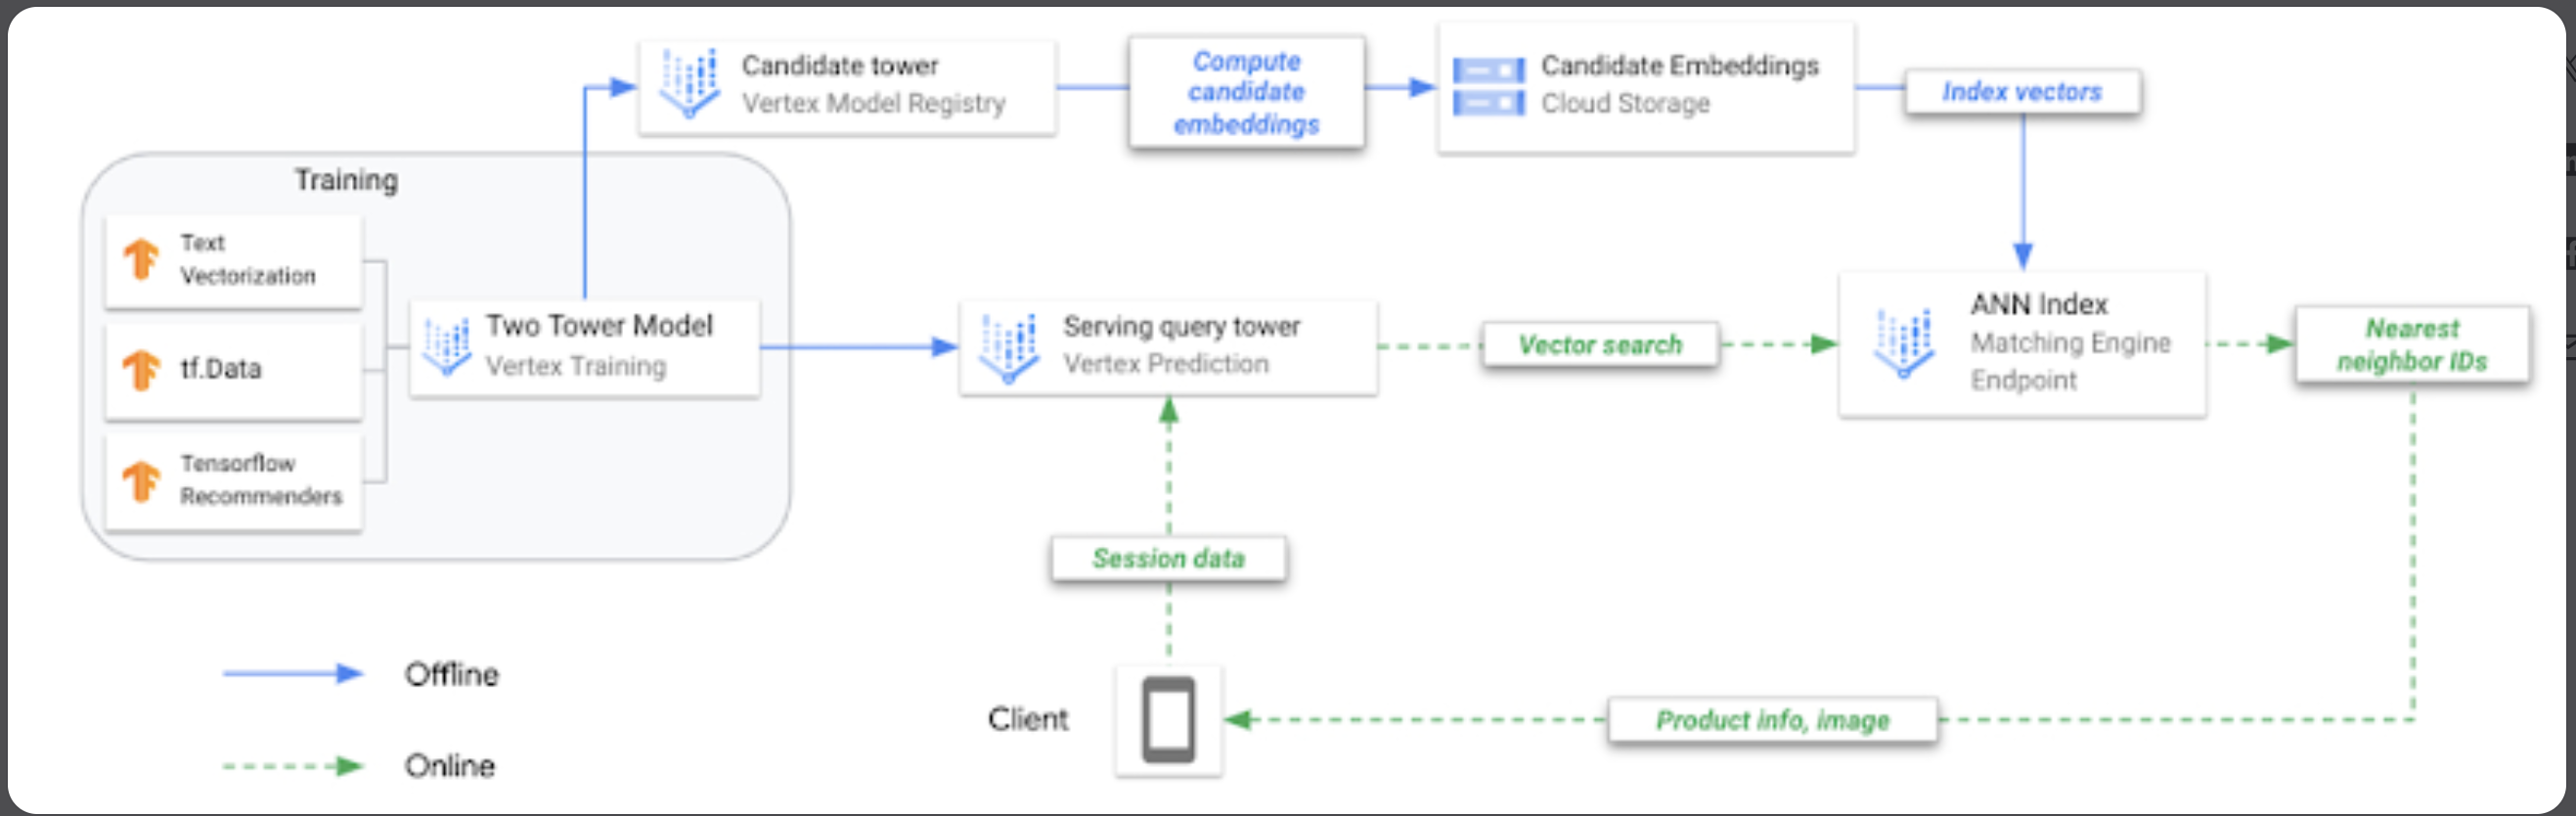 Candidate tower
Vertex Model Registry
Compute
candidate
embeddings
Candidate Embeddings
Cloud Storage
Index vectors
Training
Text
Vectorization
tf.Data
Tensorflow
Recommenders
Two Tower Model
Vertex Training
Serving query tower
Vertex Prediction
Vector search
ANN Index
Matching Engine
Endpoint
Nearest
neighbor IDs
Session data
Client
Product info, image
Offline
Online